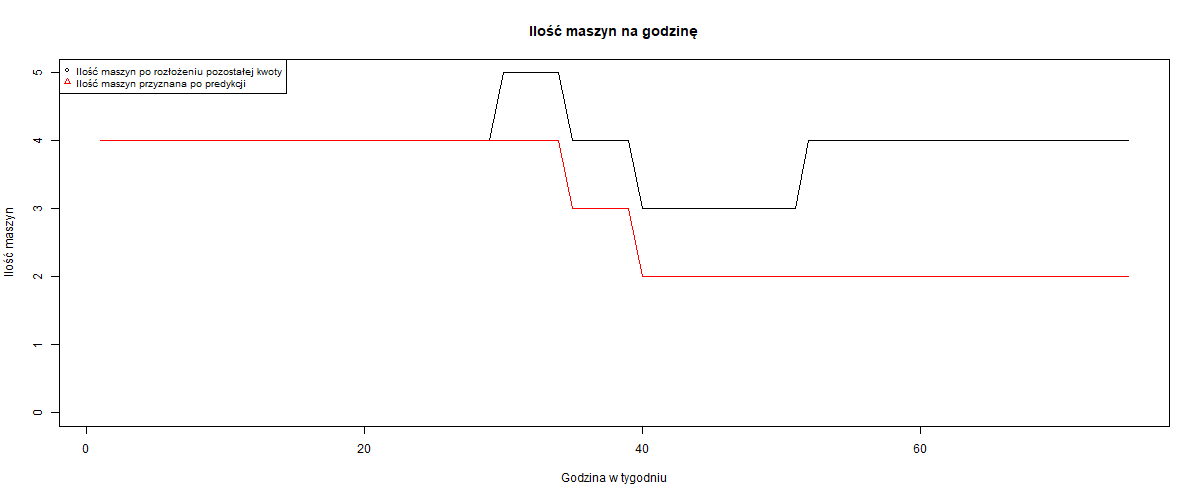 Ilość maszyn na godzinę
Ilość maszyn po rozłożeniu pozostałej kwoty
Ilość maszyn przyznana po predykcji
5
4
3
2
1
0
Ilość maszyn
0 20 40 60
Godzina w tygodniu